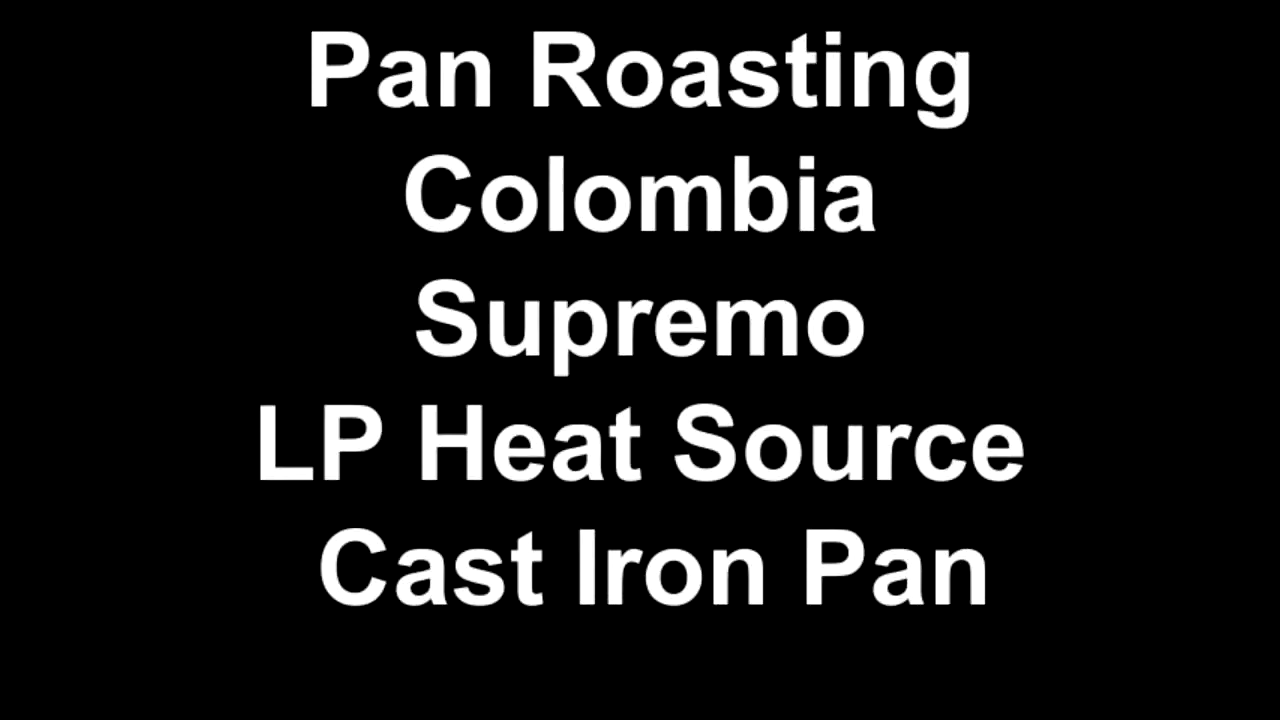 Pan Roasting
Colombia
Supremo
LP Heat Source
Cast Iron Pan